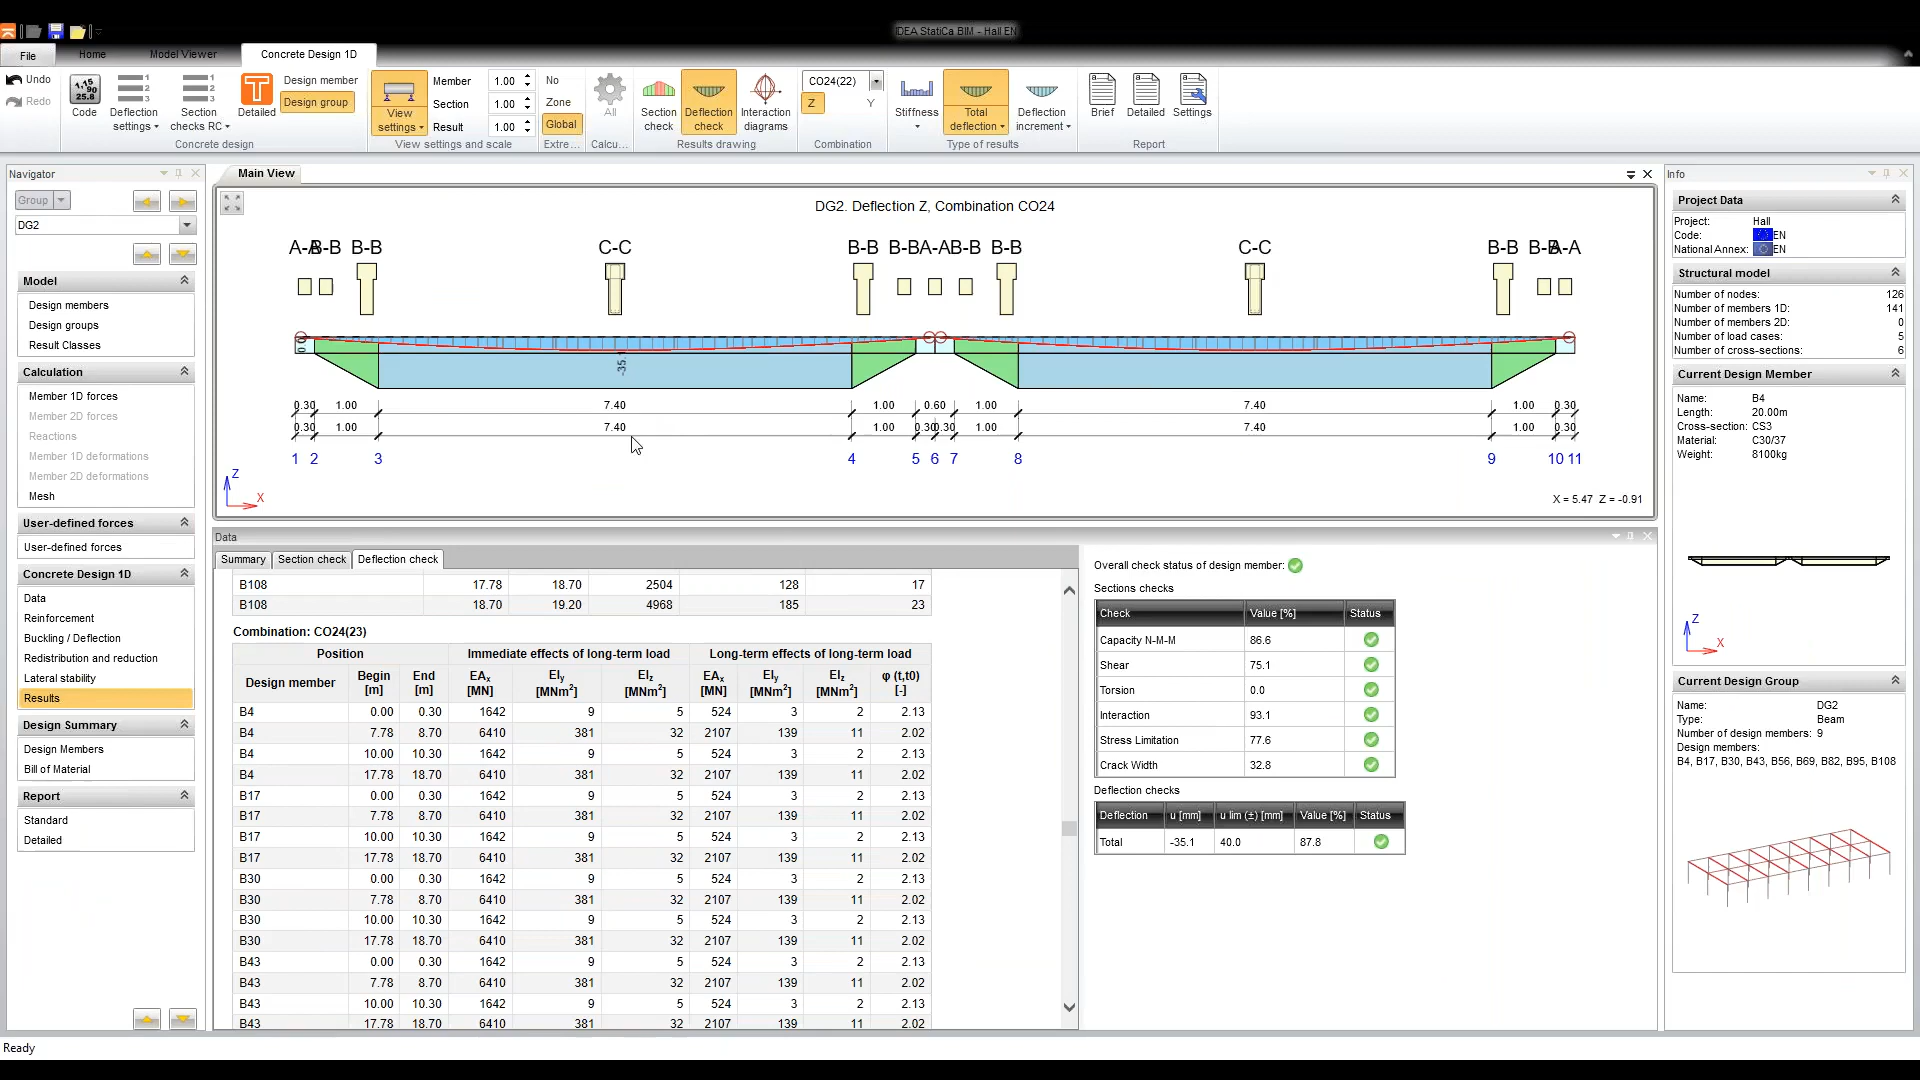 IDEA StatiCa BIM - Hall EN
File Home Model Viewer Concrete Design 1D
Undo
Redo
Code
Deflection settings
Section checks RC
Detailed
Design member
Design group
Concrete design
View settings
Member 1.00
Section 1.00
Result 1.00
View settings and scale
No
Zone
Global
Extre...
All
Calcu...
Section check
Deflection check
Interaction diagrams
Results drawing
CO24(22)
Z Y
Combination
Stiffness
Total deflection
Deflection increment
Type of results
Brief
Detailed
Settings
Report
Navigator
Group
DG2
Model
Design members
Design groups
Result Classes
Calculation
Member 1D forces
Member 2D forces
Reactions
Member 1D deformations
Member 2D deformations
Mesh
User-defined forces
User-defined forces
Concrete Design 1D
Data
Reinforcement
Buckling / Deflection
Redistribution and reduction
Lateral stability
Results
Design Summary
Design Members
Bill of Material
Report
Standard
Detailed
Main View
DG2. Deflection Z, Combination CO24
A-A B-B B-B C-C B-B B-B A-A B-B B-B C-C B-B B-B A-A
0.30 1.00 7.40 1.00 0.60 1.00 7.40 1.00 0.30
0.30 1.00 7.40 1.00 0.30 0.30 1.00 7.40 1.00 0.30
1 2 3 4 5 6 7 8 9 10 11
Z
X
X = 5.47 Z = -0.91
Data
Summary Section check Deflection check
B108 17.78 18.70 2504 128 17
B108 18.70 19.20 4968 185 23
Combination: CO24(23)
Position Immediate effects of long-term load Long-term effects of long-term load
Design member Begin [m] End [m] EAx [MN] EIy [MNm²] EIz [MNm²] EAx [MN] EIy [MNm²] EIz [MNm²] φ (t,t0) [-]
B4 0.00 0.30 1642 9 5 524 3 2 2.13
B4 7.78 8.70 6410 381 32 2107 139 11 2.02
B4 10.00 10.30 1642 9 5 524 3 2 2.13
B4 17.78 18.70 6410 381 32 2107 139 11 2.02
B17 0.00 0.30 1642 9 5 524 3 2 2.13
B17 7.78 8.70 6410 381 32 2107 139 11 2.02
B17 10.00 10.30 1642 9 5 524 3 2 2.13
B17 17.78 18.70 6410 381 32 2107 139 11 2.02
B30 0.00 0.30 1642 9 5 524 3 2 2.13
B30 7.78 8.70 6410 381 32 2107 139 11 2.02
B30 10.00 10.30 1642 9 5 524 3 2 2.13
B30 17.78 18.70 6410 381 32 2107 139 11 2.02
B43 0.00 0.30 1642 9 5 524 3 2 2.13
B43 7.78 8.70 6410 381 32 2107 139 11 2.02
B43 10.00 10.30 1642 9 5 524 3 2 2.13
B43 17.78 18.70 6410 381 32 2107 139 11 2.02
Overall check status of design member:
Sections checks
Check Value [%] Status
Capacity N-M-M 86.6
Shear 75.1
Torsion 0.0
Interaction 93.1
Stress Limitation 77.6
Crack Width 32.8
Deflection checks
Deflection u [mm] u lim (±) [mm] Value [%] Status
Total -35.1 40.0 87.8
Info
Project Data
Project: Hall
Code: EN
National Annex: EN
Structural model
Number of nodes: 126
Number of members 1D: 141
Number of members 2D: 0
Number of load cases: 5
Number of cross-sections: 6
Current Design Member
Name: B4
Length: 20.00m
Cross-section: CS3
Material: C30/37
Weight: 8100kg
Z
X
Current Design Group
Name: DG2
Type: Beam
Number of design members: 9
Design members:
B4, B17, B30, B43, B56, B69, B82, B95, B108
Ready